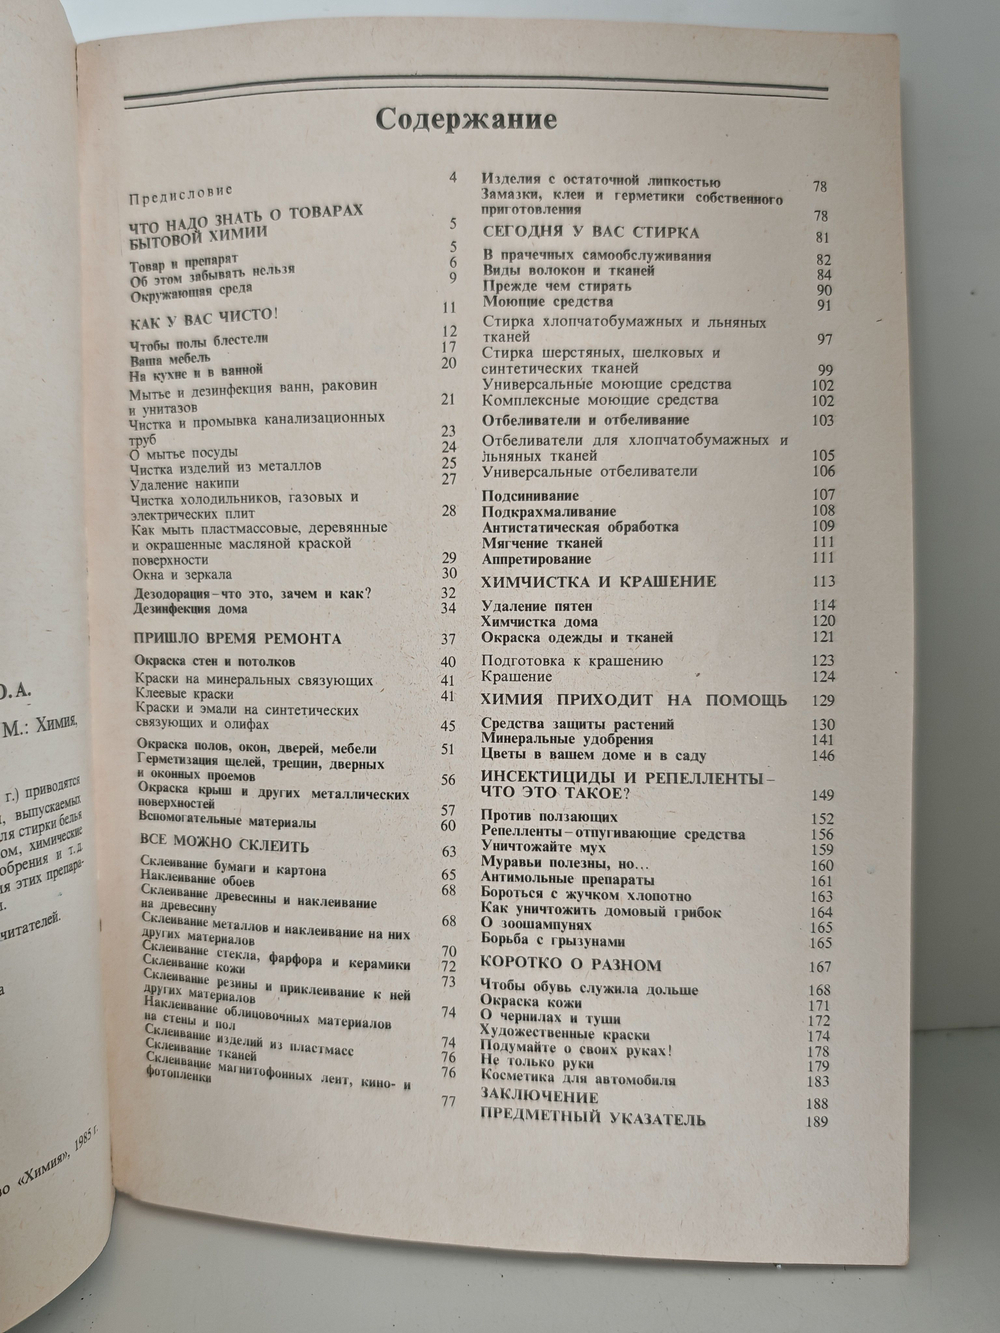 О.А.
М.: Химия,
г.) приводятся
, выпускаемых
ля стирки белья
ом, химические
обрения и т.д.
ия этих препара-
читателей.
а
во «Химия», 1985 г.
Содержание
Предисловие 4
ЧТО НАДО ЗНАТЬ О ТОВАРАХ
БЫТОВОЙ ХИМИИ 5
Товар и препарат 5
Об этом забывать нельзя 6
Окружающая среда 9
КАК У ВАС ЧИСТО! 11
Чтобы полы блестели 12
Ваша мебель 17
На кухне и в ванной 20
Мытье и дезинфекция ванн, раковин
и унитазов 21
Чистка и промывка канализационных
труб 23
О мытье посуды 24
Чистка изделий из металлов 25
Удаление накипи 27
Чистка холодильников, газовых и
электрических плит 28
Как мыть пластмассовые, деревянные
и окрашенные масляной краской
поверхности 29
Окна и зеркала 30
Дезодорация–что это, зачем и как? 32
Дезинфекция дома 34
ПРИШЛО ВРЕМЯ РЕМОНТА 37
Окраска стен и потолков 40
Краски на минеральных связующих 41
Клеевые краски 41
Краски и эмали на синтетических
связующих и олифах 45
Окраска полов, окон, дверей, мебели 51
Герметизация щелей, трещин, дверных
и оконных проемов 56
Окраска крыш и других металлических
поверхностей 57
Вспомогательные материалы 60
ВСЕ МОЖНО СКЛЕИТЬ 63
Склеивание бумаги и картона 65
Наклеивание обоев 68
Склеивание древесины и наклеивание
на древесину 68
Склеивание металлов и наклеивание на них
других материалов 70
Склеивание стекла, фарфора и керамики 72
Склеивание кожи 73
Склеивание резины и приклеивание к ней
других материалов 74
Наклеивание облицовочных материалов
на стены и пол 74
Склеивание изделий из пластмасс 76
Склеивание тканей 76
Склеивание магнитофонных лент, кино- и
фотопленки 77
Изделия с остаточной липкостью 78
Замазки, клеи и герметики собственного
приготовления 78
СЕГОДНЯ У ВАС СТИРКА 81
В прачечных самообслуживания 82
Виды волокон и тканей 84
Прежде чем стирать 90
Моющие средства 91
Стирка хлопчатобумажных и льняных
тканей 97
Стирка шерстяных, шелковых и
синтетических тканей 99
Универсальные моющие средства 102
Комплексные моющие средства 102
Отбеливатели и отбеливание 103
Отбеливатели для хлопчатобумажных и
льняных тканей 105
Универсальные отбеливатели 106
Подсинивание 107
Подкрахмаливание 108
Антистатическая обработка 109
Мягчение тканей 111
Аппретирование 111
ХИМЧИСТКА И КРАШЕНИЕ 113
Удаление пятен 114
Химчистка дома 120
Окраска одежды и тканей 121
Подготовка к крашению 123
Крашение 124
ХИМИЯ ПРИХОДИТ НА ПОМОЩЬ 129
Средства защиты растений 130
Минеральные удобрения 141
Цветы в вашем доме и в саду 146
ИНСЕКТИЦИДЫ И РЕПЕЛЛЕНТЫ–
ЧТО ЭТО ТАКОЕ? 149
Против ползающих 152
Репелленты–отпугивающие средства 156
Уничтожайте мух 159
Муравьи полезны, но... 160
Антимольные препараты 161
Бороться с жучком хлопотно 163
Как уничтожить домовый грибок 164
О зоошампунях 165
Борьба с грызунами 165
КОРОТКО О РАЗНОМ 167
Чтобы обувь служила дольше 168
Окраска кожи 171
О чернилах и туши 172
Художественные краски 174
Подумайте о своих руках! 178
Не только руки 179
Косметика для автомобиля 183
ЗАКЛЮЧЕНИЕ 188
ПРЕДМЕТНЫЙ УКАЗАТЕЛЬ 189